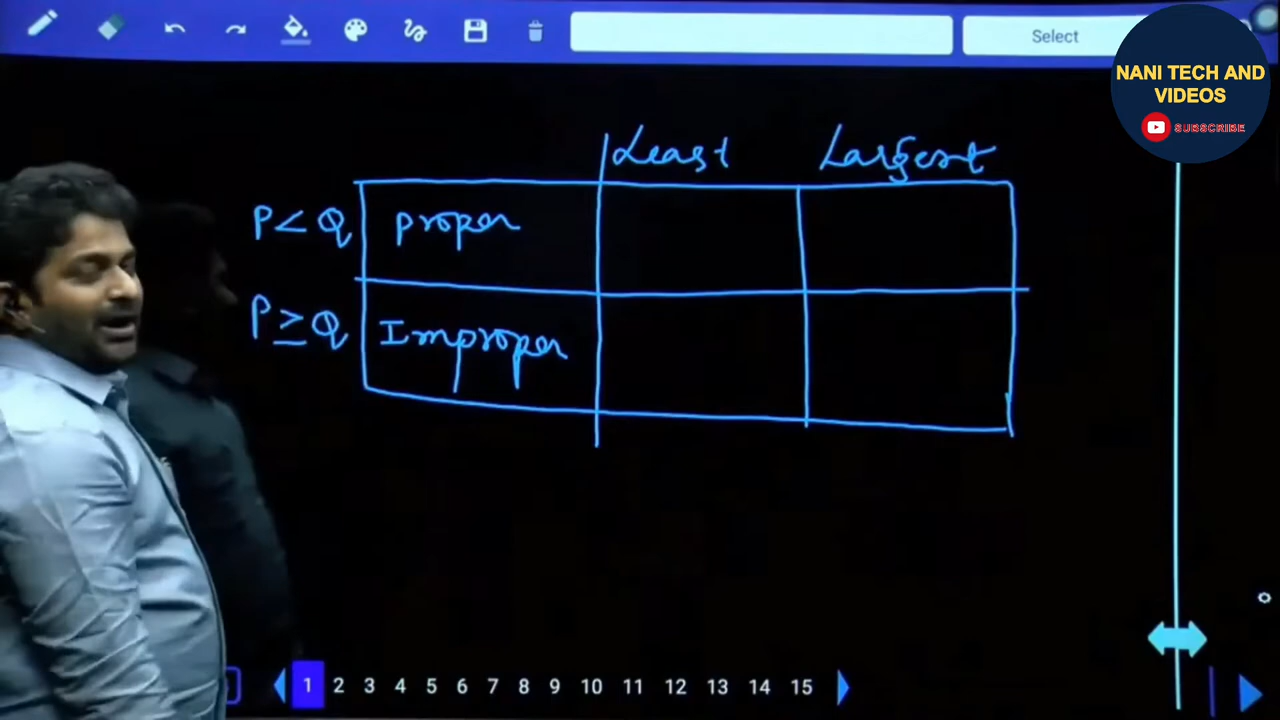 Select
NANI TECH AND
VIDEOS
SUBSCRIBE
Least Largest
P < Q proper
P ≥ Q Improper
1 2 3 4 5 6 7 8 9 10 11 12 13 14 15